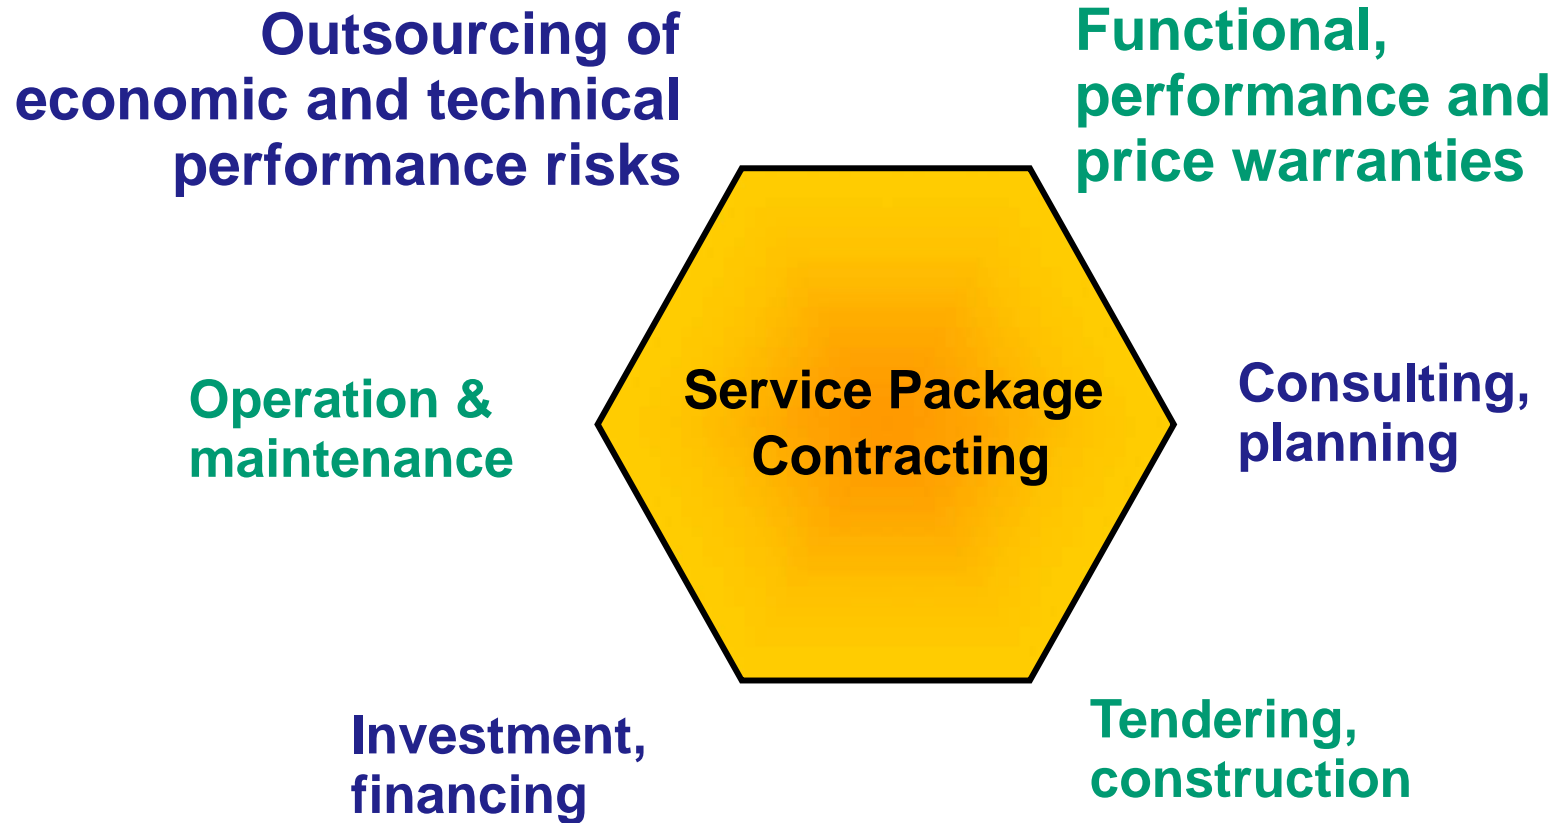 Outsourcing of
economic and technical
performance risks
Functional,
performance and
price warranties
Operation &
maintenance
Service Package
Contracting
Consulting,
planning
Investment,
financing
Tendering,
construction